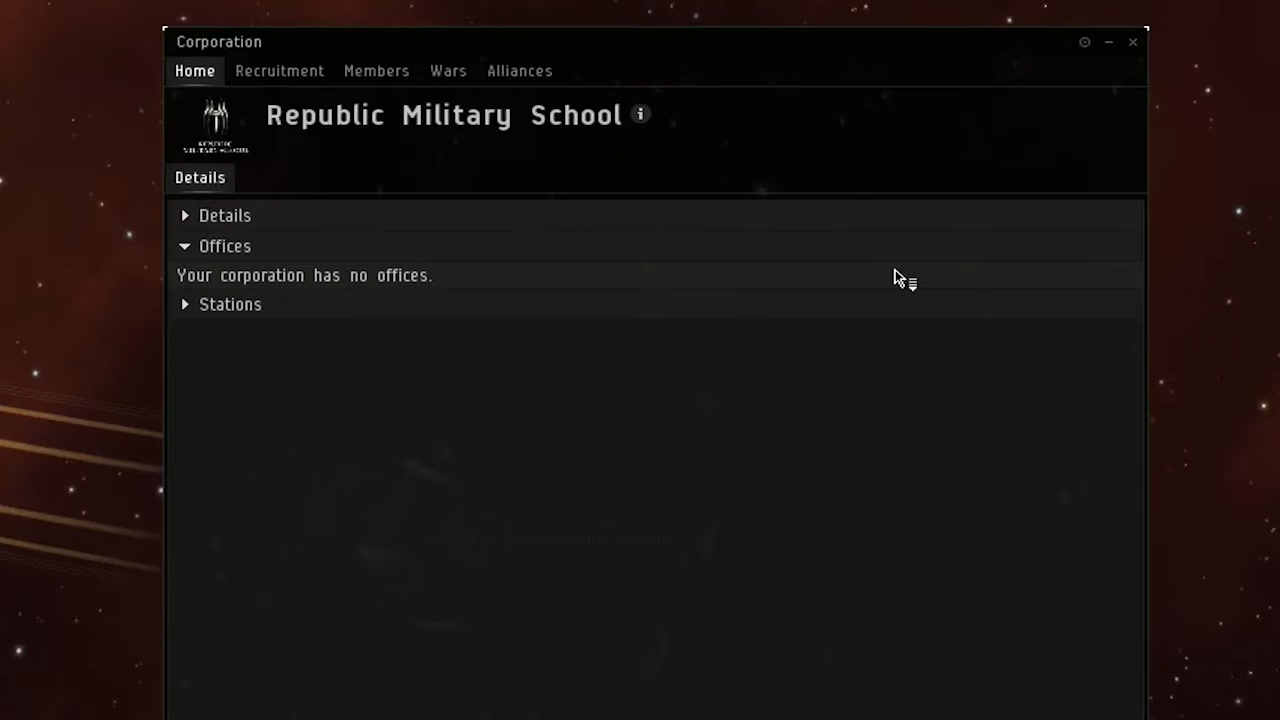 Corporation
Home Recruitment Members Wars Alliances
Republic Military School
Details
Details
Offices
Your corporation has no offices.
Stations